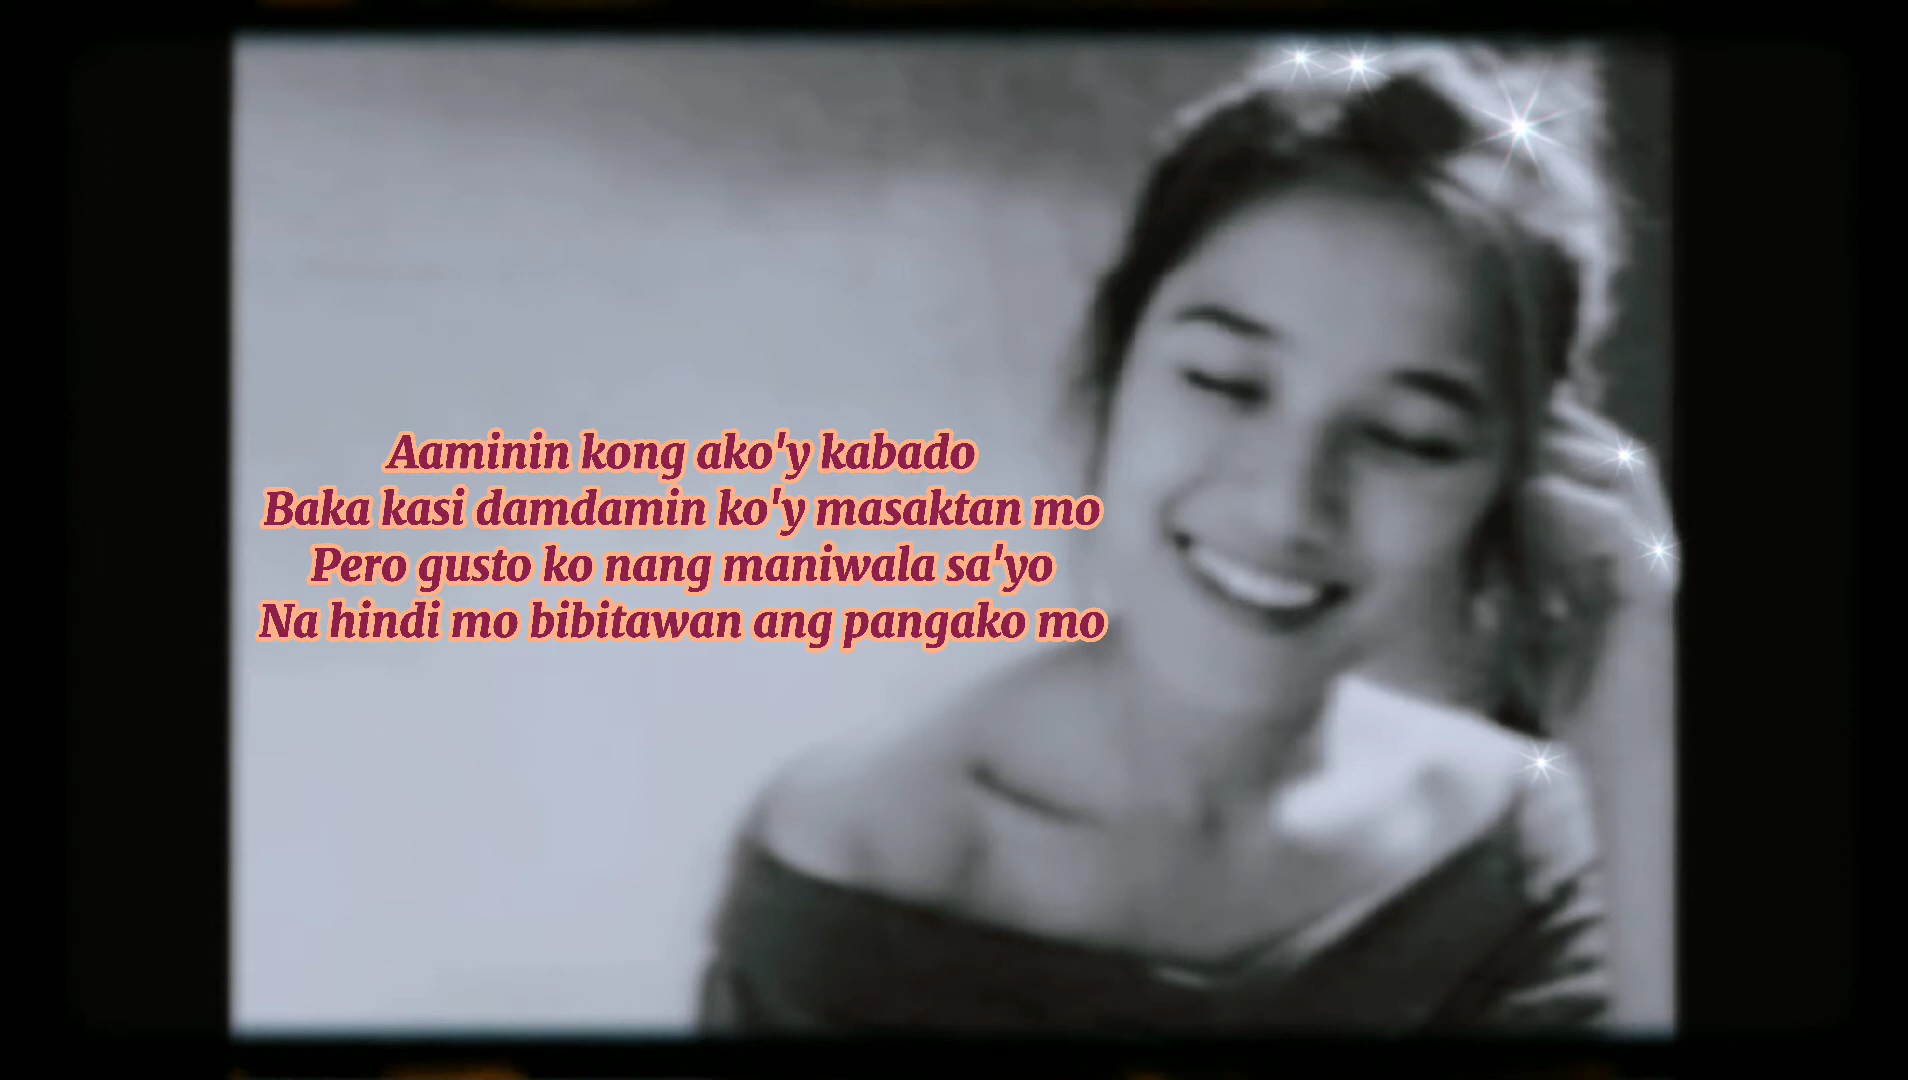 Aaminin kong ako'y kabado
Baka kasi damdamin ko'y masaktan mo
Pero gusto ko nang maniwala sa'yo
Na hindi mo bibitawan ang pangako mo